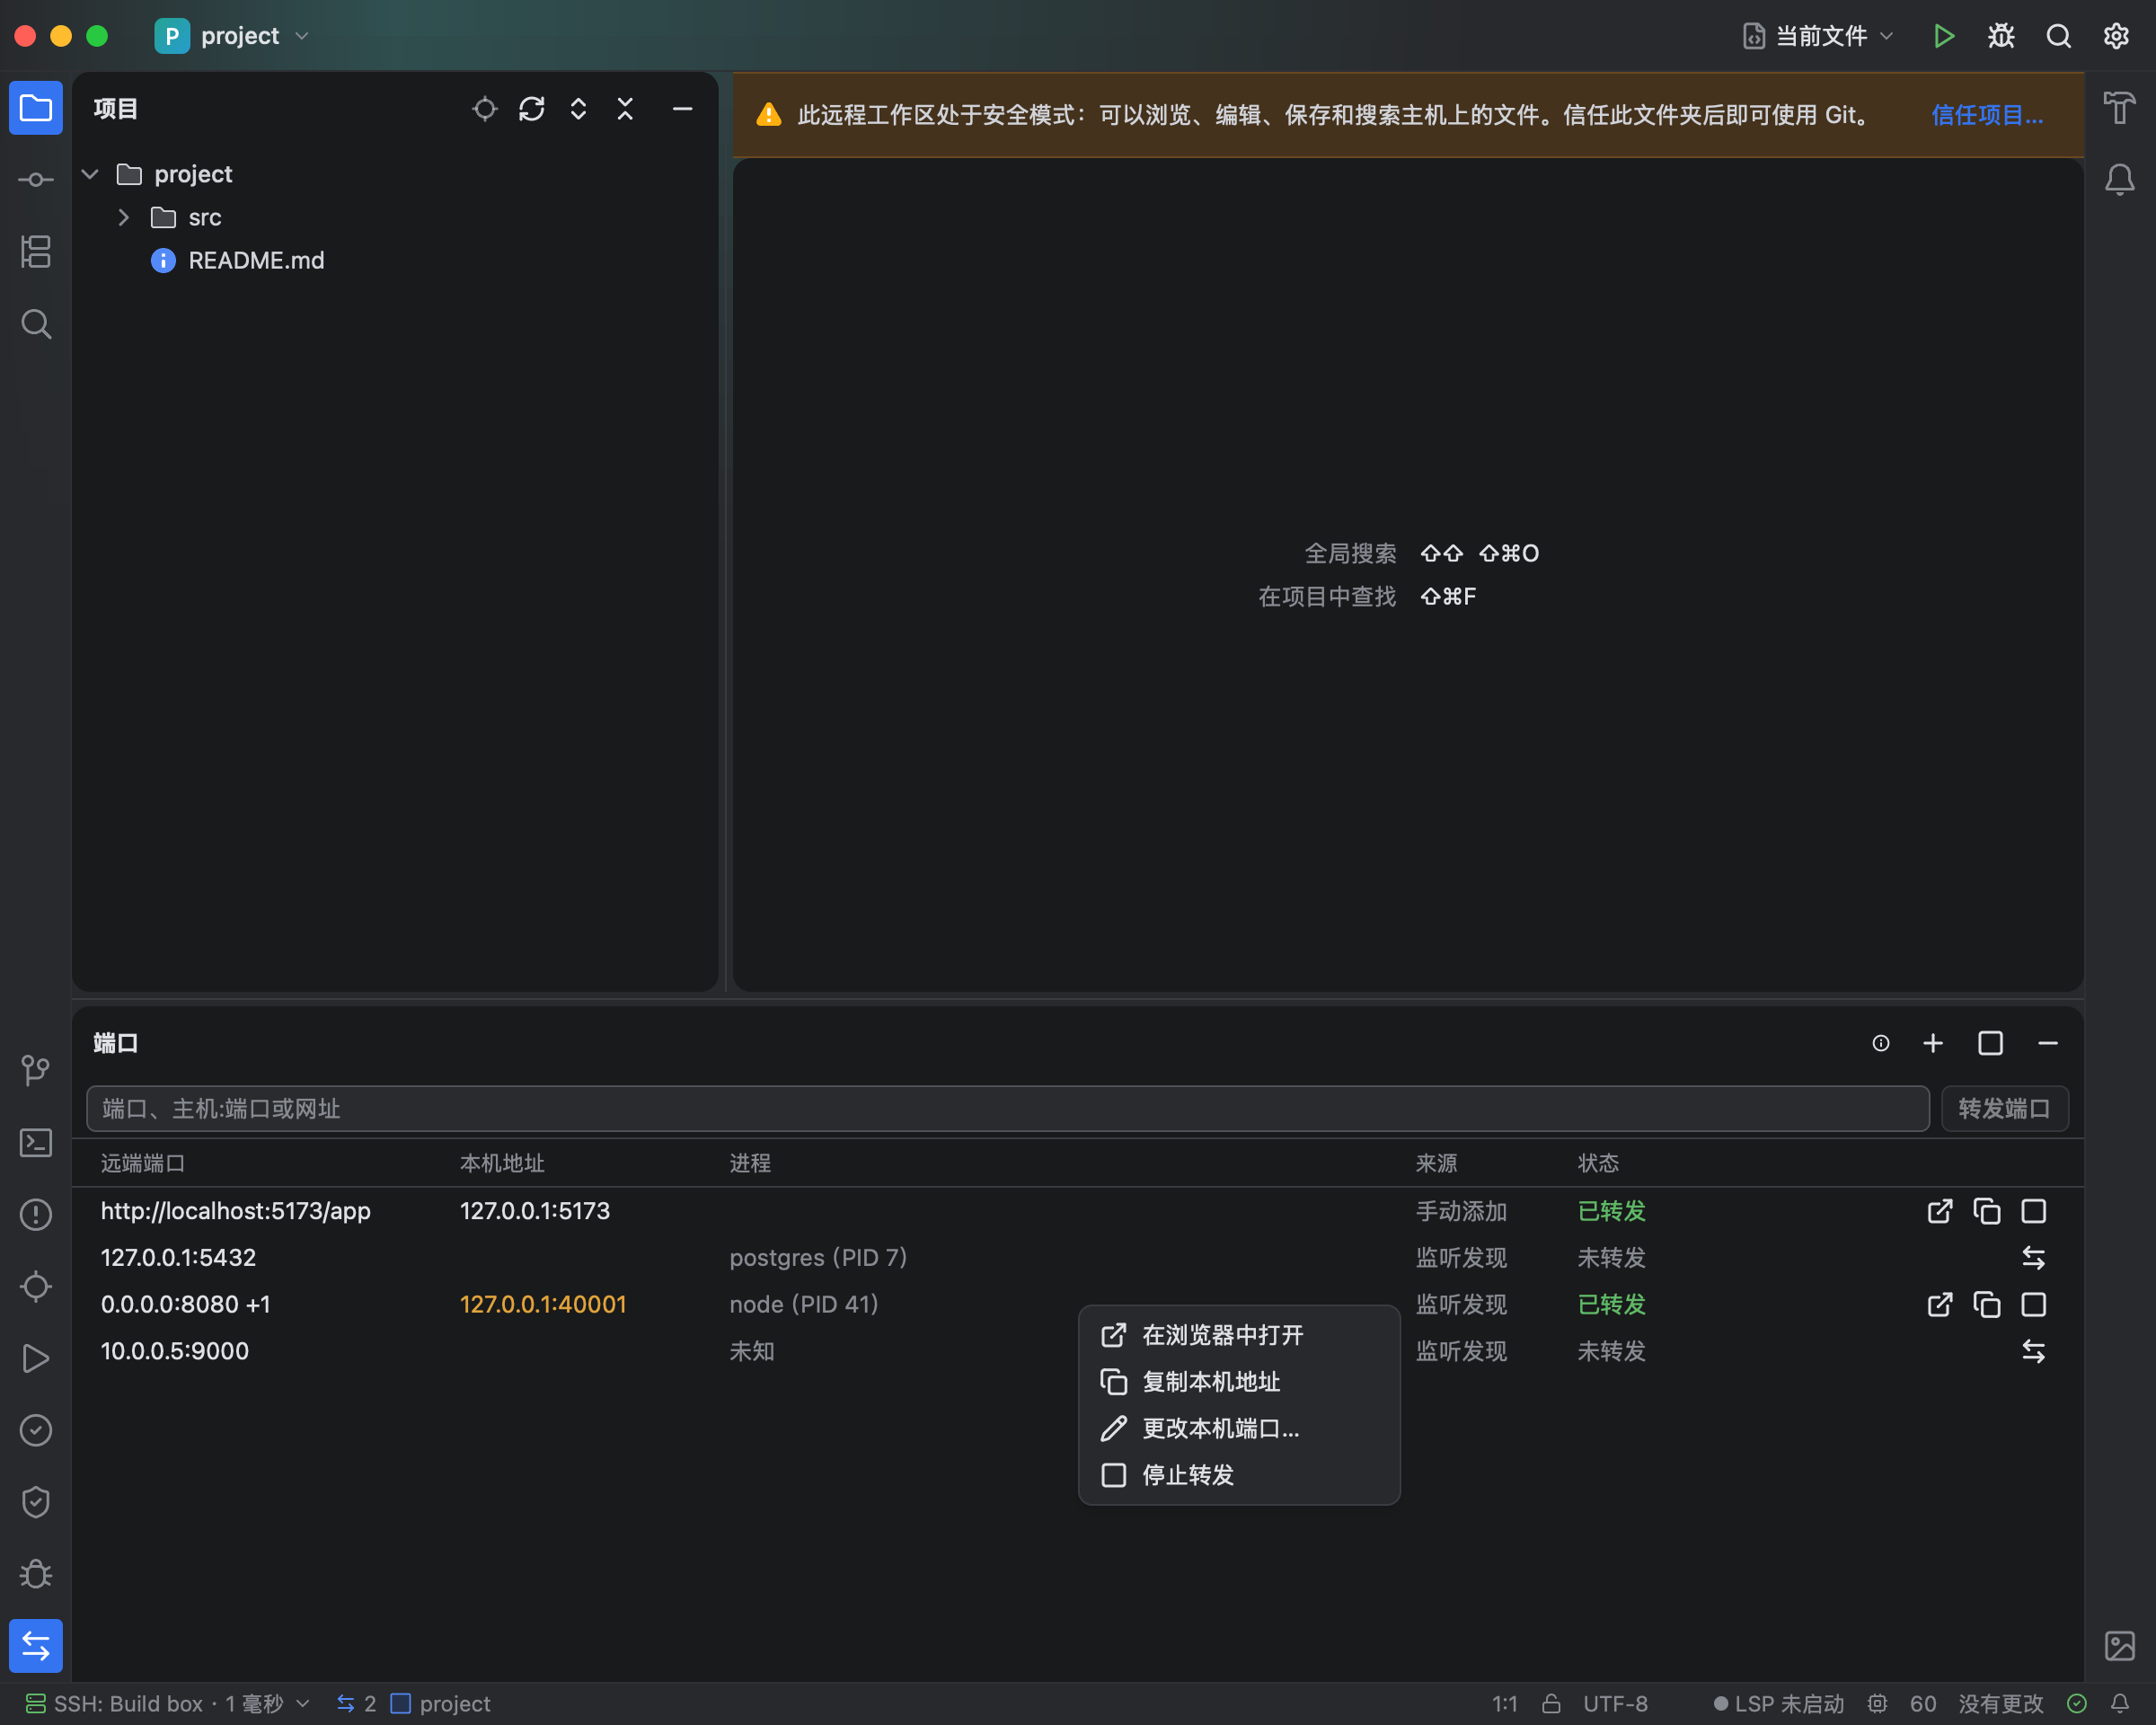 P project 当前文件
项目
project
src
README.md
此远程工作区处于安全模式：可以浏览、编辑、保存和搜索主机上的文件。信任此文件夹后即可使用 Git。 信任项目...
全局搜索 ⇧⇧ ⇧⌘O
在项目中查找 ⇧⌘F
端口
端口、主机:端口或网址 转发端口
远端端口 本机地址 进程 来源 状态
http://localhost:5173/app 127.0.0.1:5173 手动添加 已转发
127.0.0.1:5432 postgres (PID 7) 监听发现 未转发
0.0.0.0:8080 +1 127.0.0.1:40001 node (PID 41) 监听发现 已转发
10.0.0.5:9000 未知 监听发现 未转发
在浏览器中打开
复制本机地址
更改本机端口...
停止转发
SSH: Build box · 1 毫秒 2 project 1:1 UTF-8 LSP 未启动 60 没有更改